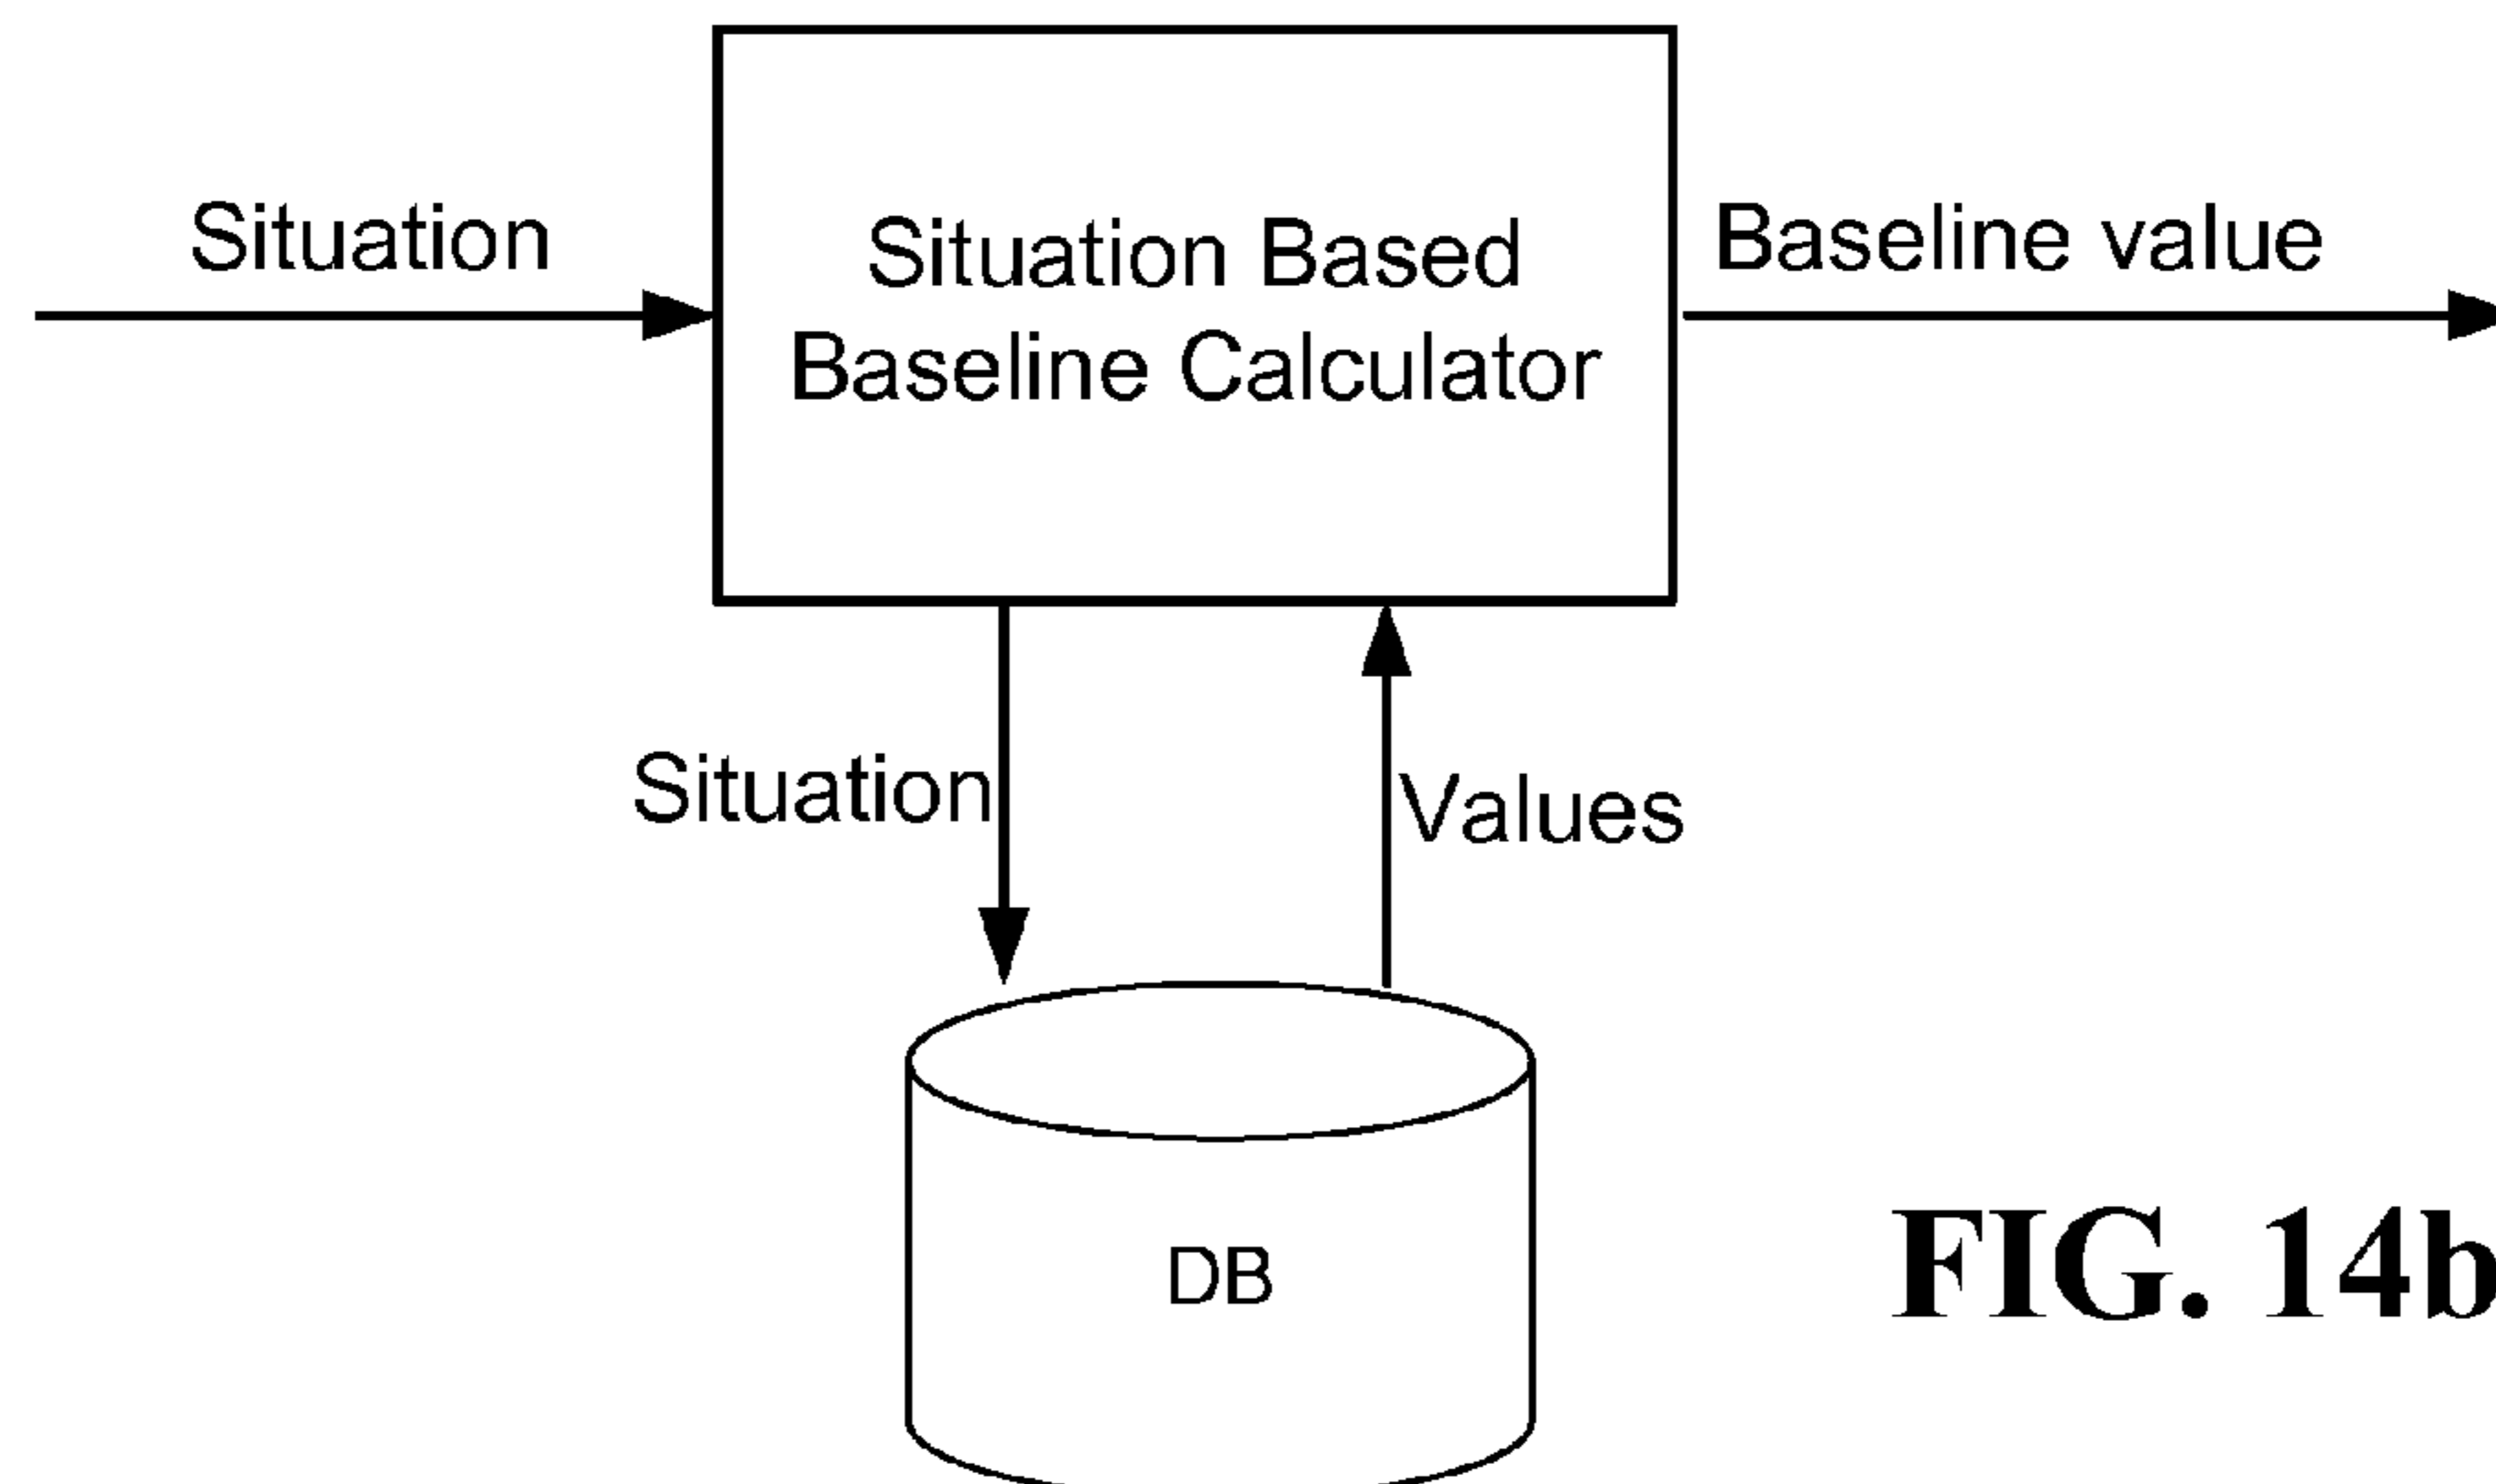 Situation
Situation Based
Baseline Calculator
Baseline value
Situation
Values
DB
FIG. 14b